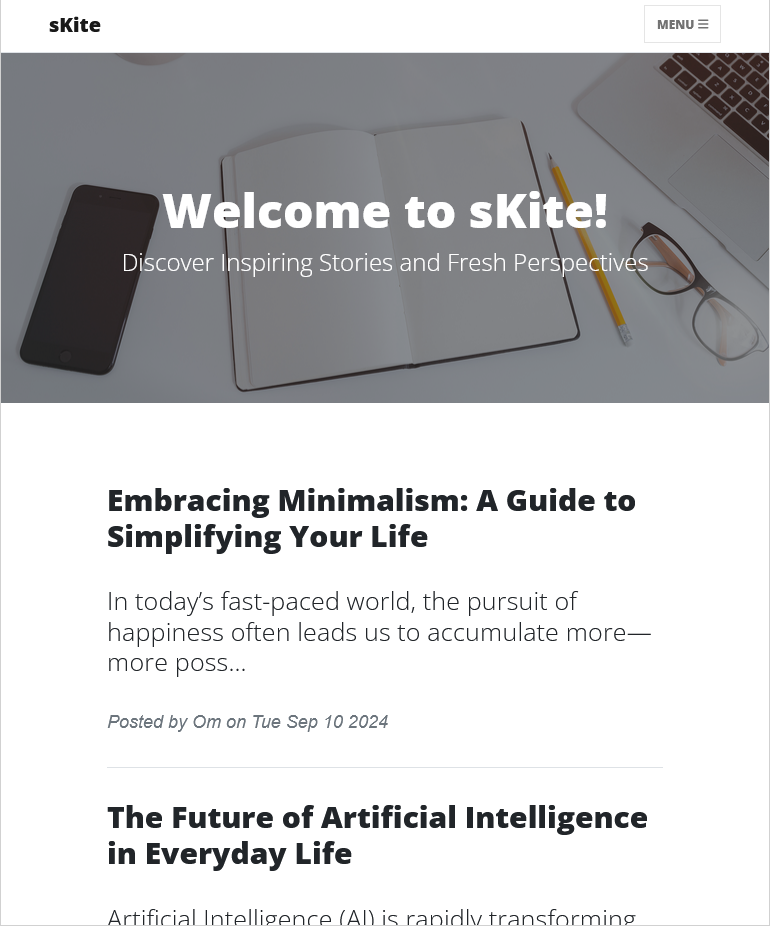 sKite
MENU
Welcome to sKite!
Discover Inspiring Stories and Fresh Perspectives
Embracing Minimalism: A Guide to
Simplifying Your Life
In today’s fast-paced world, the pursuit of
happiness often leads us to accumulate more—
more poss...
Posted by Om on Tue Sep 10 2024
The Future of Artificial Intelligence
in Everyday Life
Artificial Intelligence (AI) is rapidly transforming